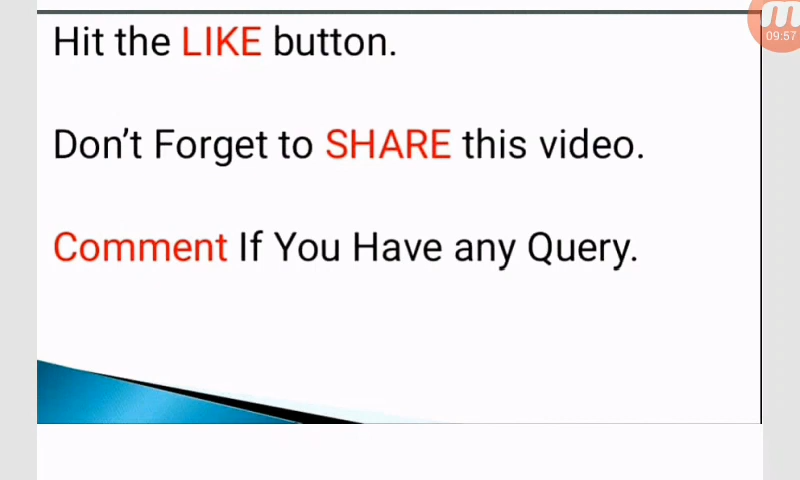 Hit the LIKE button.
Don't Forget to SHARE this video.
Comment If You Have any Query.
09:57